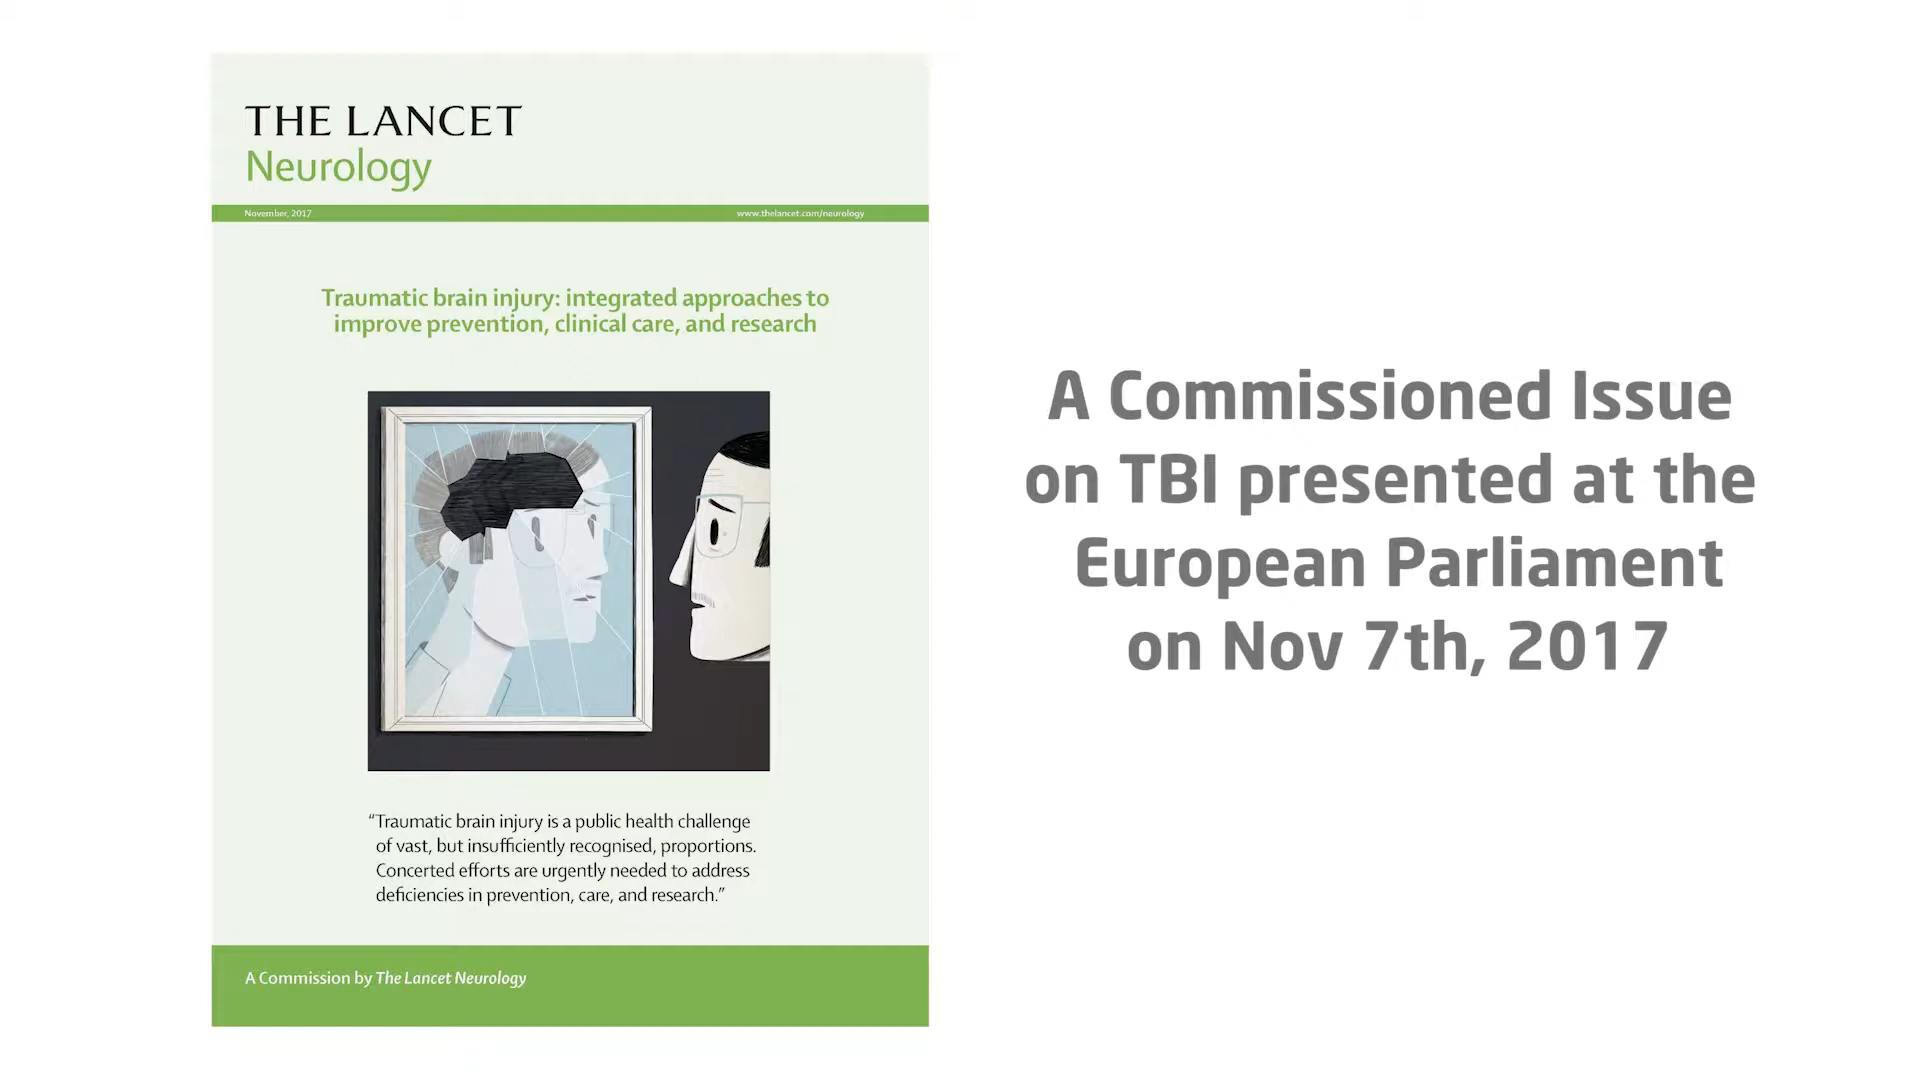 THE LANCET
Neurology
November, 2017
www.thelancet.com/neurology
Traumatic brain injury: integrated approaches to
improve prevention, clinical care, and research
“Traumatic brain injury is a public health challenge
of vast, but insufficiently recognised, proportions.
Concerted efforts are urgently needed to address
deficiencies in prevention, care, and research.”
A Commission by The Lancet Neurology
A Commissioned Issue
on TBI presented at the
European Parliament
on Nov 7th, 2017